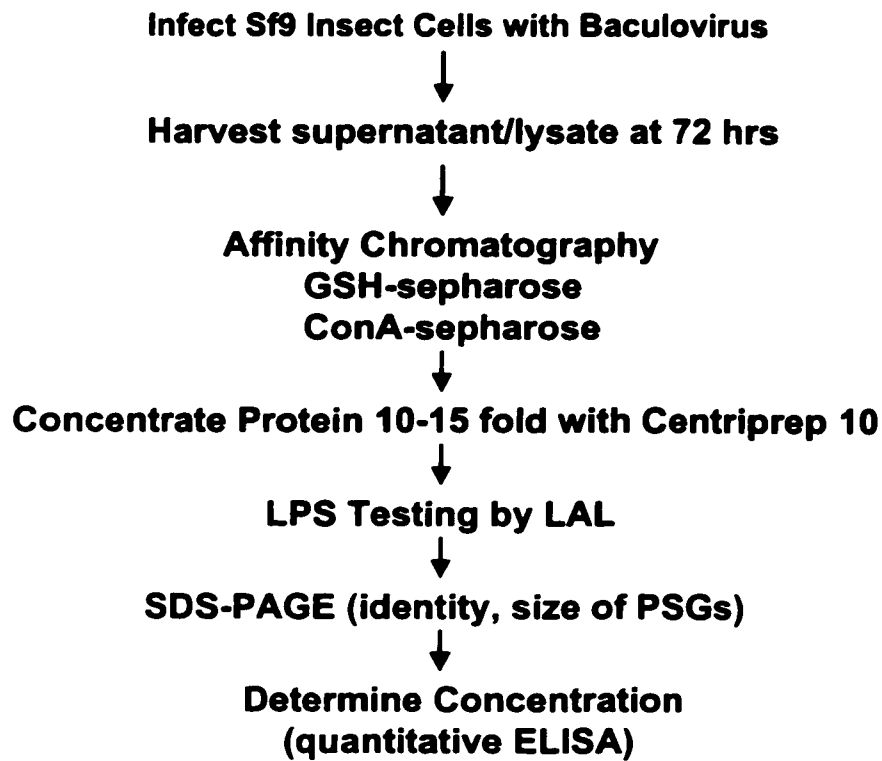 Infect Sf9 Insect Cells with Baculovirus
Harvest supernatant/lysate at 72 hrs
Affinity Chromatography
GSH-sepharose
ConA-sepharose
Concentrate Protein 10-15 fold with Centriprep 10
LPS Testing by LAL
SDS-PAGE (identity, size of PSGs)
Determine Concentration
(quantitative ELISA)